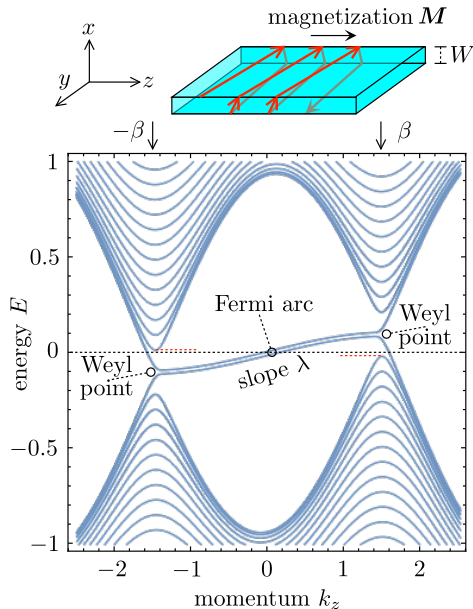 magnetization M
x
y
z
W
−β
β
1
0.5
0
−0.5
−1
energy E
Fermi arc
Weyl
point
Weyl
point
slope λ
−2
−1
0
1
2
momentum k_z